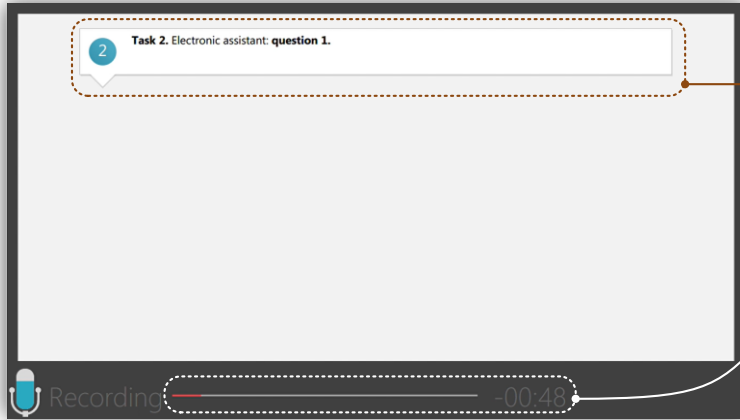 2
Task 2. Electronic assistant: question 1.
Recording
-00:48